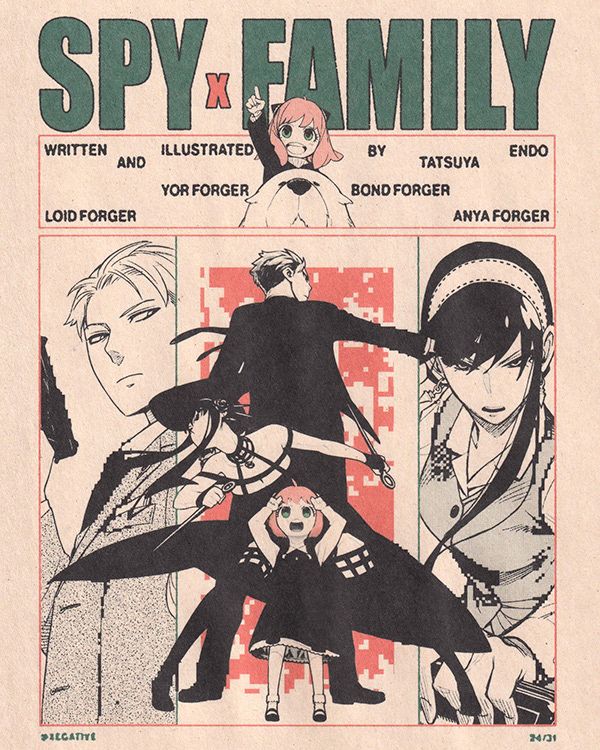 SPY x FAMILY
WRITTEN AND ILLUSTRATED BY TATSUYA ENDO
YOR FORGER BOND FORGER
LOID FORGER ANYA FORGER
24/31